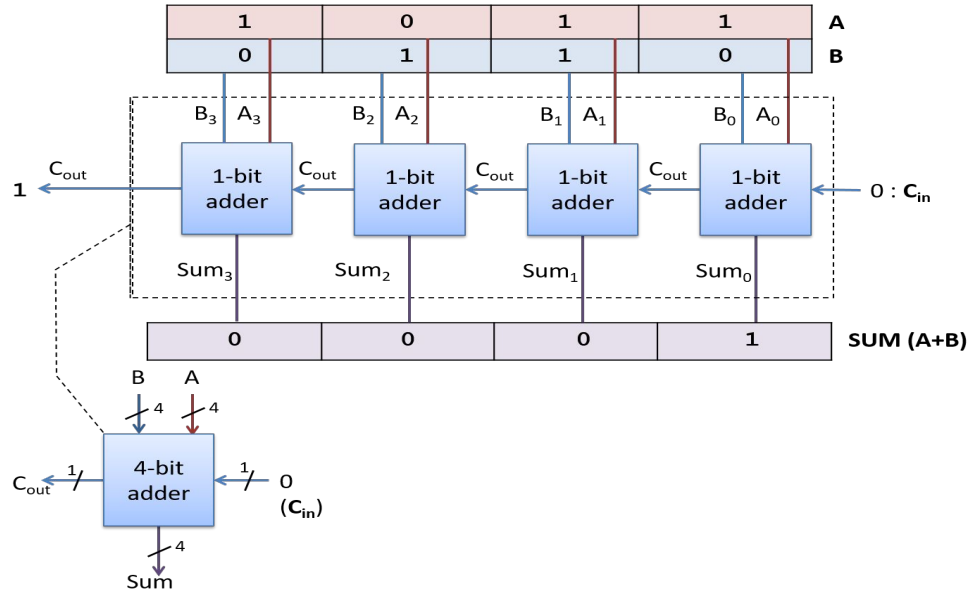 1 0 1 1 A
0 1 1 0 B
B3 A3 B2 A2 B1 A1 B0 A0
1 Cout 1-bit adder Cout 1-bit adder Cout 1-bit adder Cout 1-bit adder 0 : Cin
Sum3 Sum2 Sum1 Sum0
0 0 0 1 SUM (A+B)
B A
4 4
Cout 1 4-bit adder 1 0
(Cin)
4
Sum